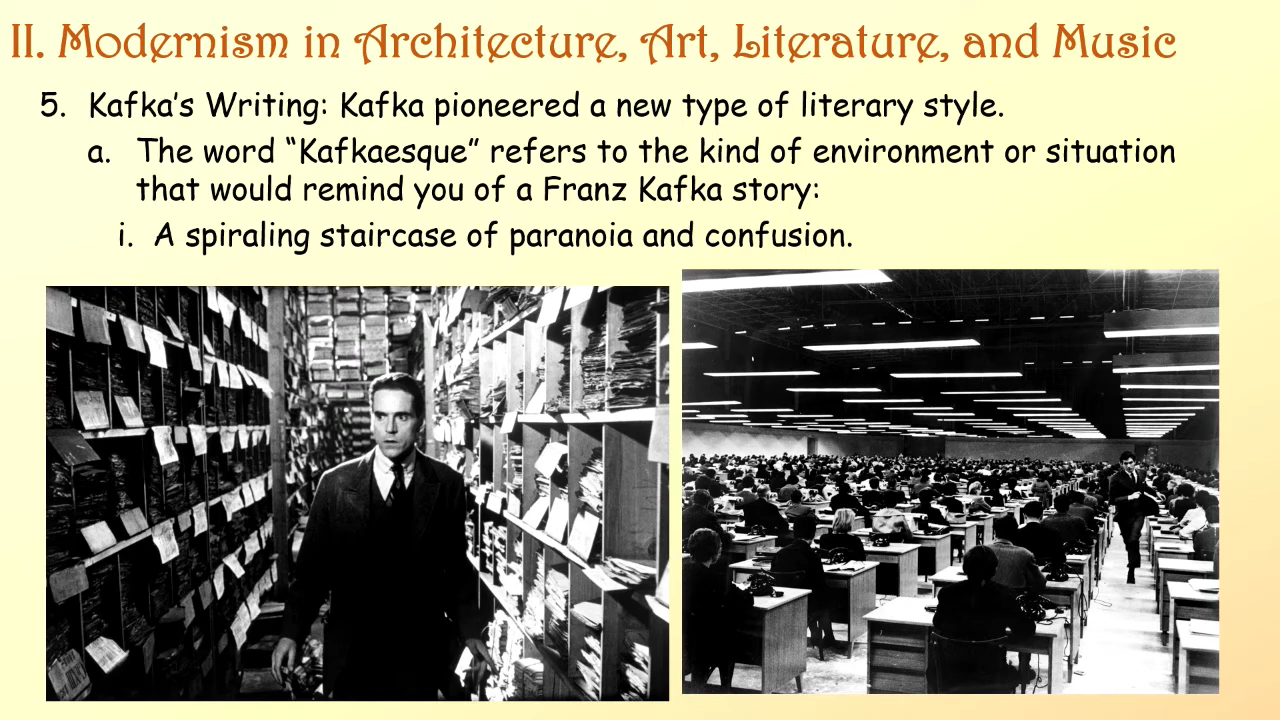 II. Modernism in Architecture, Art, Literature, and Music
5. Kafka’s Writing: Kafka pioneered a new type of literary style.
a. The word “Kafkaesque” refers to the kind of environment or situation
that would remind you of a Franz Kafka story:
i. A spiraling staircase of paranoia and confusion.